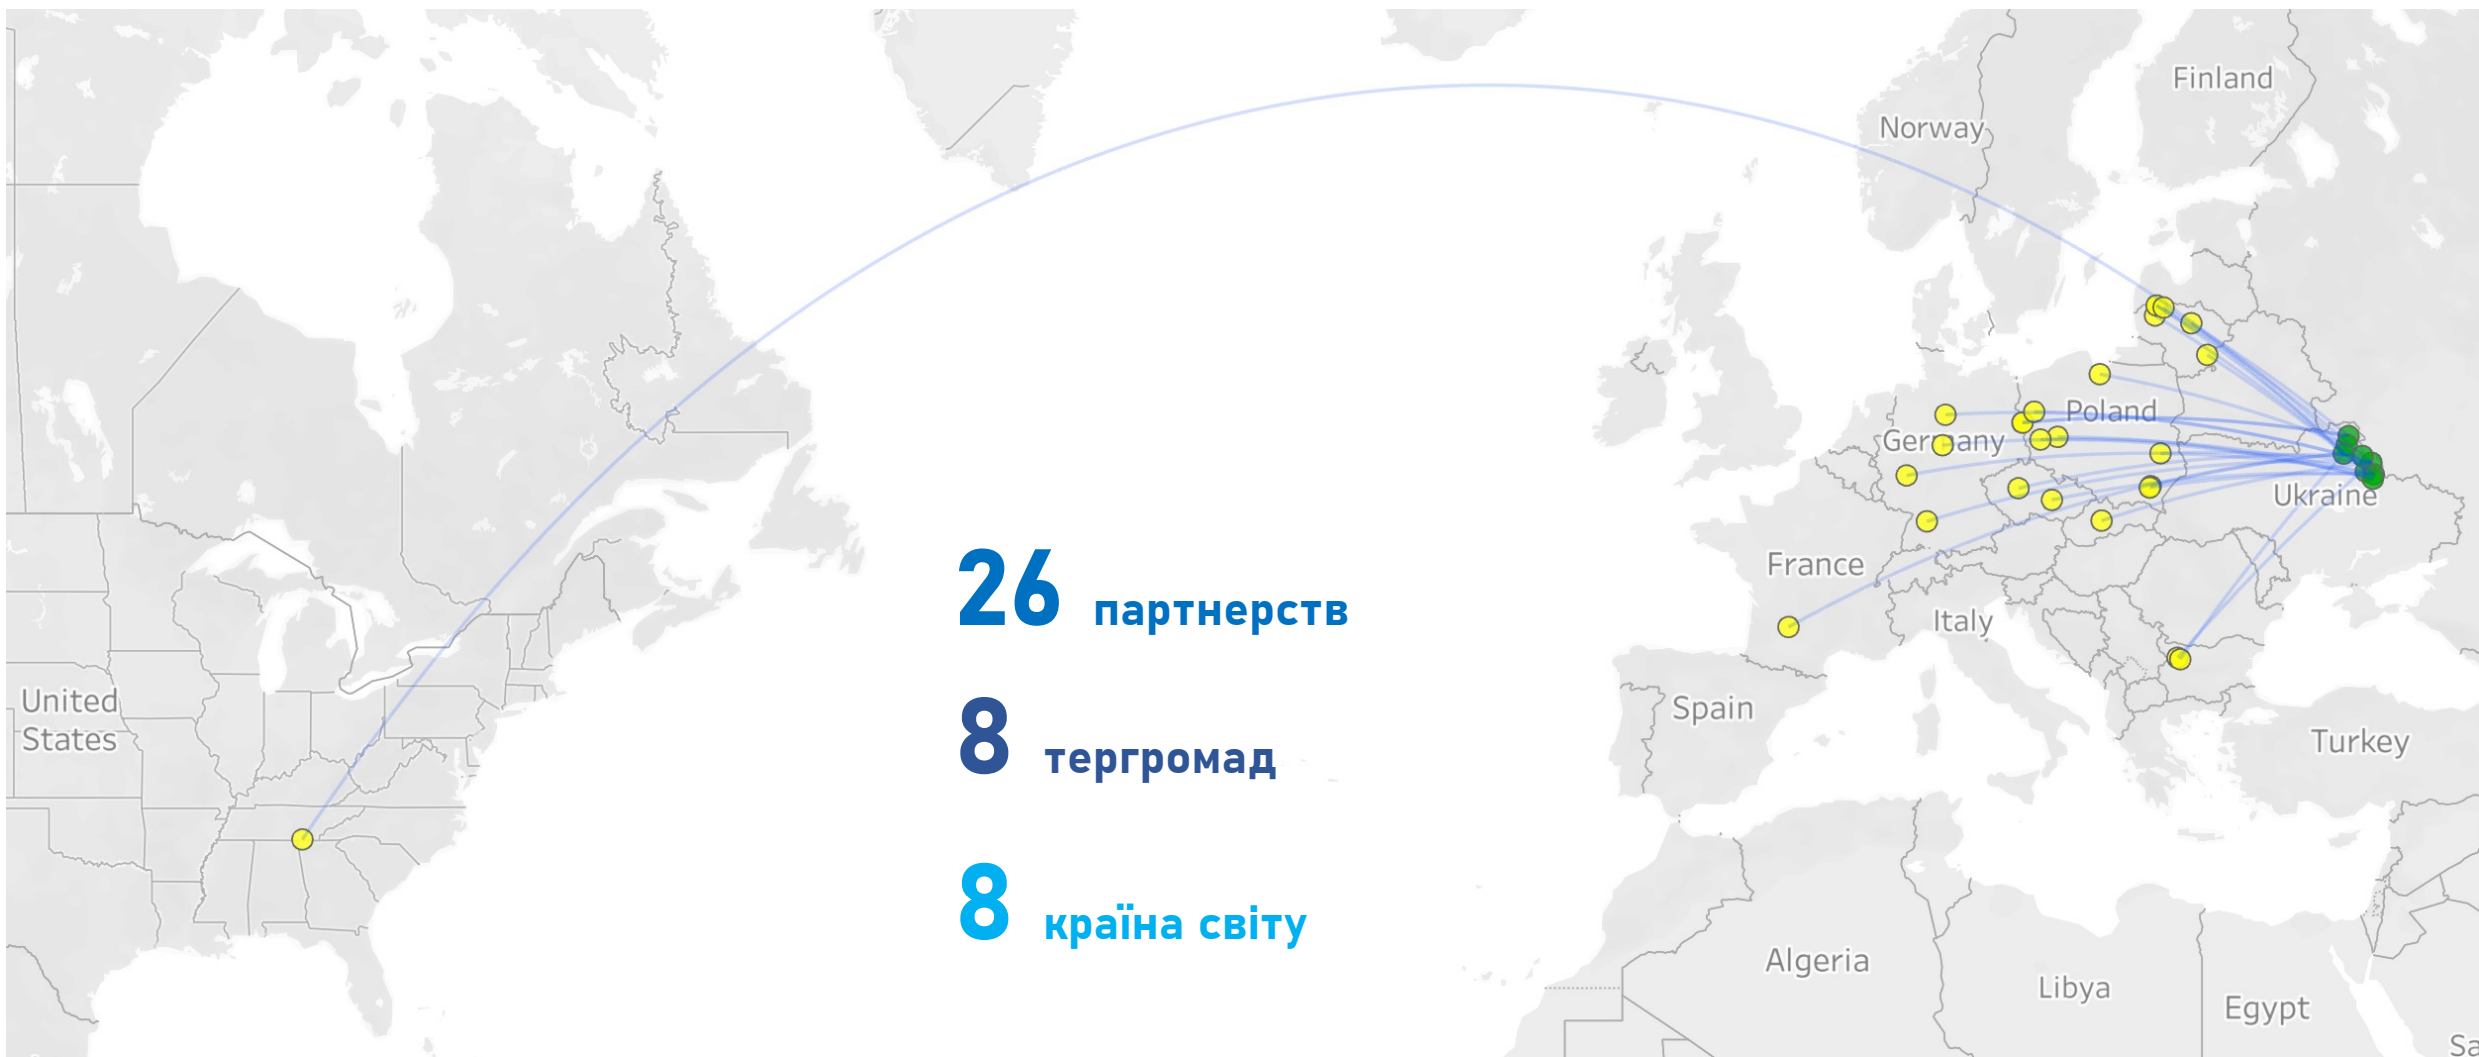 Finland
Norway
Poland
Germany
Ukraine
26 партнерств
France
Italy
United
States
8 тергромад
Spain
Turkey
8 країна світу
Algeria
Libya
Egypt
Sa